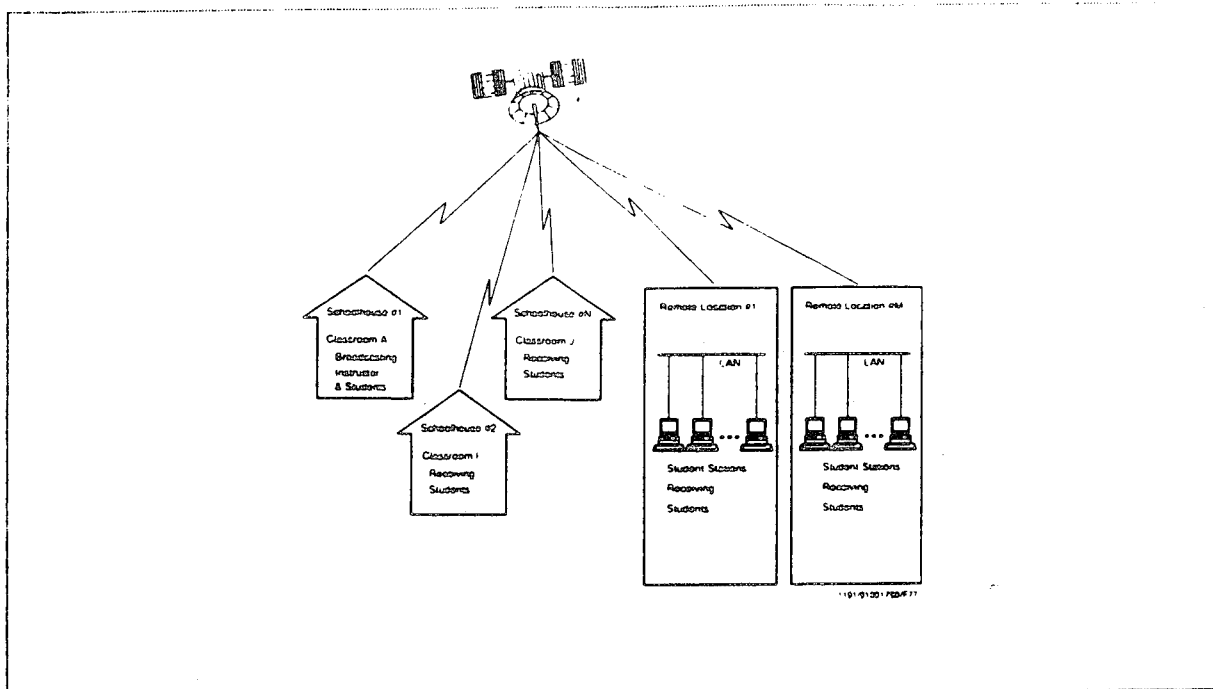 Schoolhouse #1
Classroom A
Broadcasting
Instructor
& Students
Schoolhouse #2
Classroom I
Receiving
Students
Schoolhouse #N
Classroom J
Receiving
Students
Remote Location #1
LAN
...
Student Stations
Receiving
Students
Remote Location #M
LAN
...
Student Stations
Receiving
Students